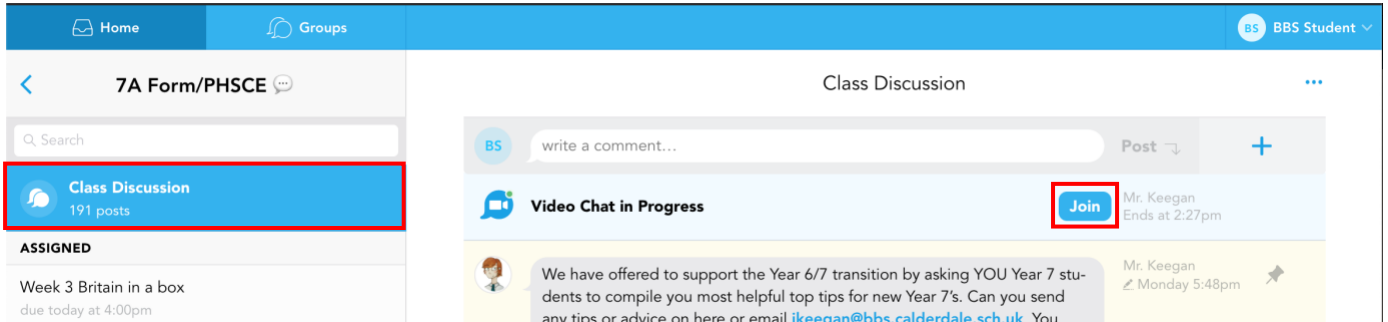 Home
Groups
BS BBS Student
7A Form/PHSCE
Search
Class Discussion
191 posts
ASSIGNED
Week 3 Britain in a box
due today at 4:00pm
Class Discussion
BS write a comment... Post
Video Chat in Progress
Join
Mr. Keegan
Ends at 2:27pm
We have offered to support the Year 6/7 transition by asking YOU Year 7 stu-
dents to compile you most helpful top tips for new Year 7's. Can you send
any tips or advice on here or email jkeegan@bbs.calderdale.sch.uk. You
Mr. Keegan
Monday 5:48pm